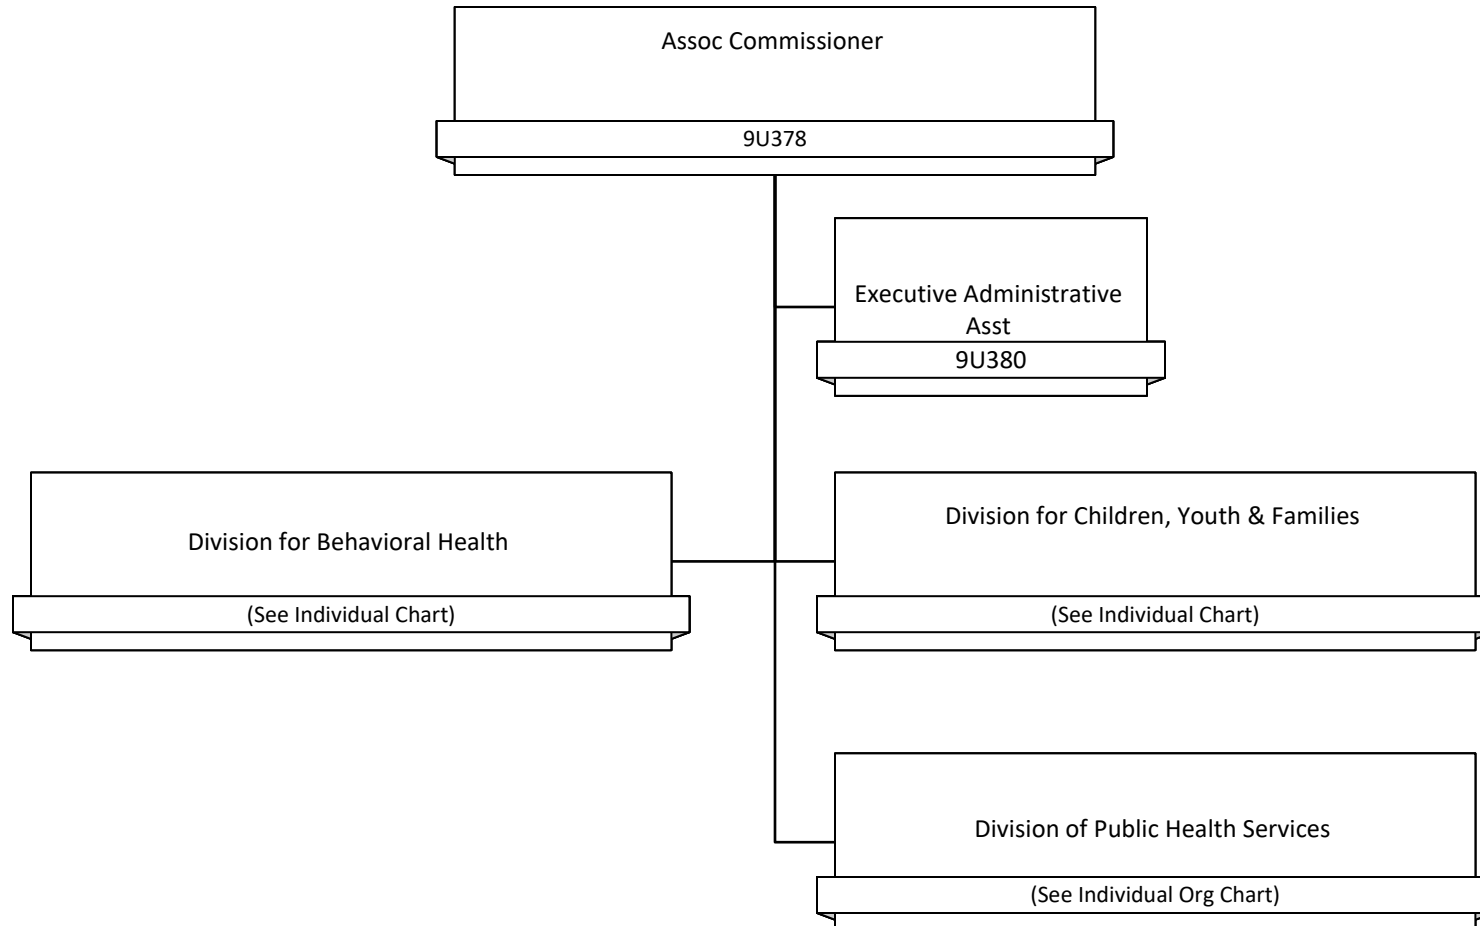 Assoc Commissioner
9U378
Executive Administrative
Asst
9U380
Division for Behavioral Health
(See Individual Chart)
Division for Children, Youth & Families
(See Individual Chart)
Division of Public Health Services
(See Individual Org Chart)